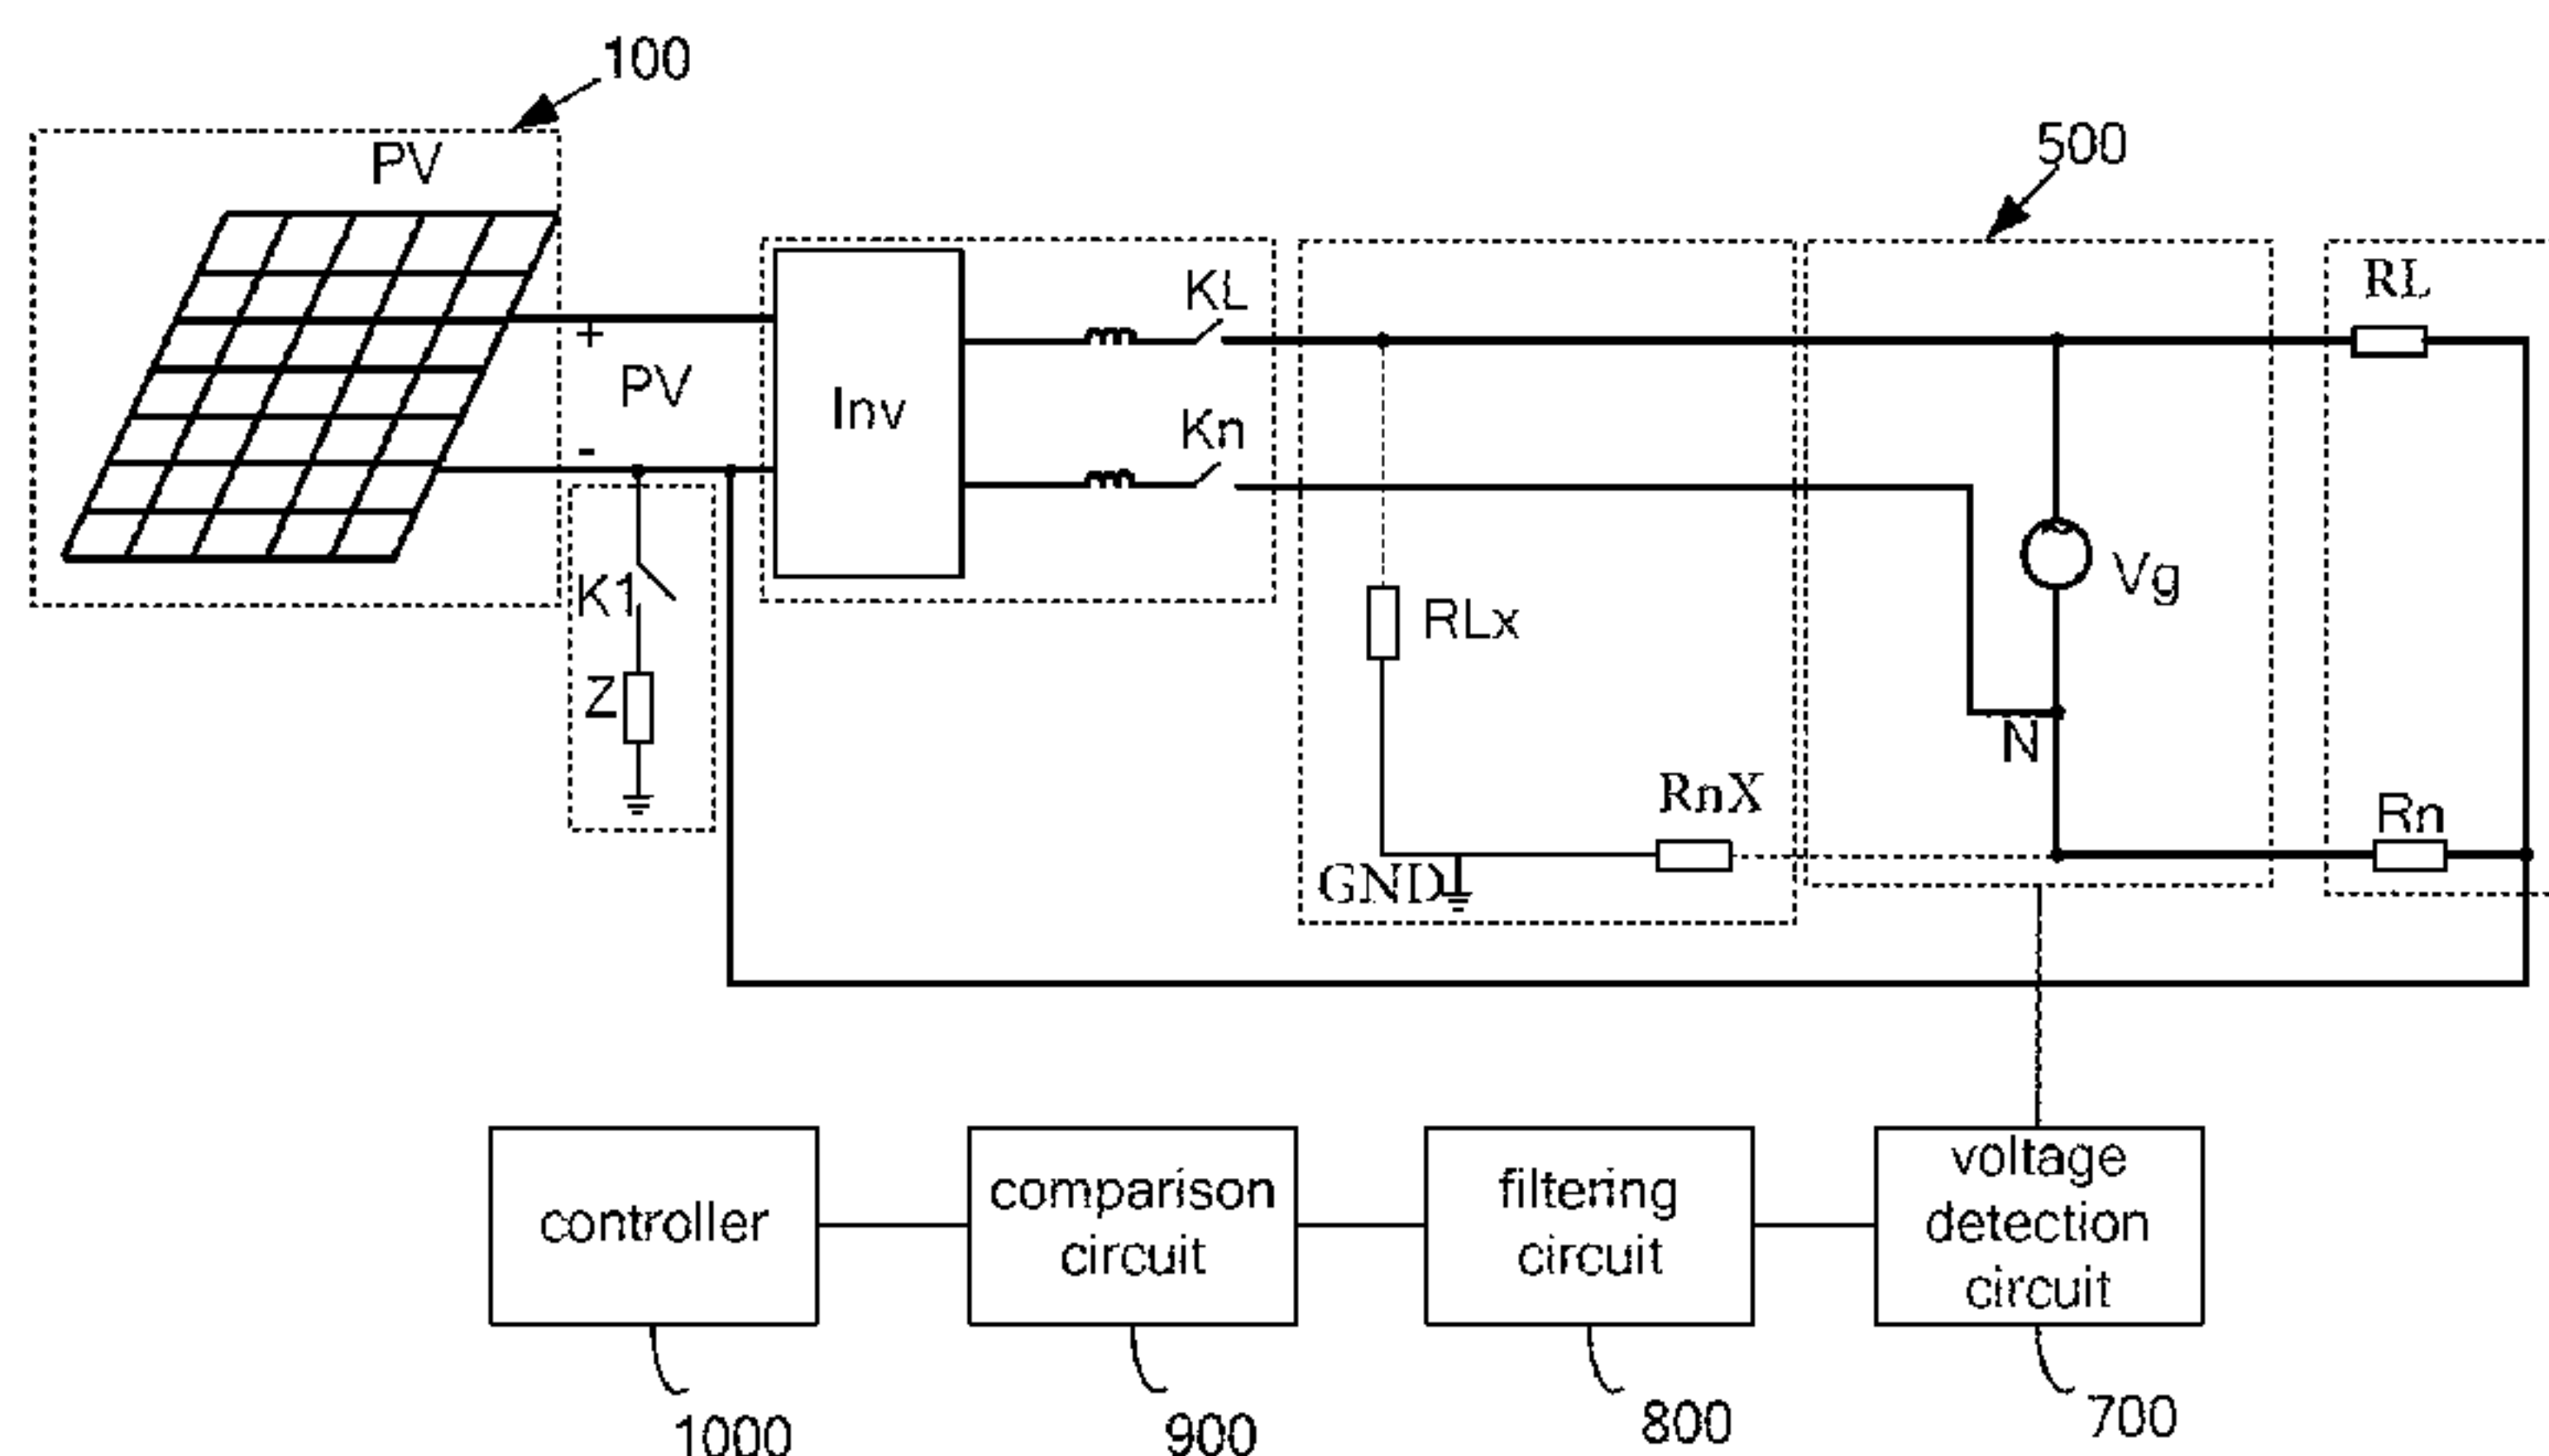 100
PV
500
RL
KL
+
PV
Inv
Kn
-
K1
RLx
Vg
Z
N
RnX
Rn
GND
controller
comparison
circuit
filtering
circuit
voltage
detection
circuit
1000
900
800
700